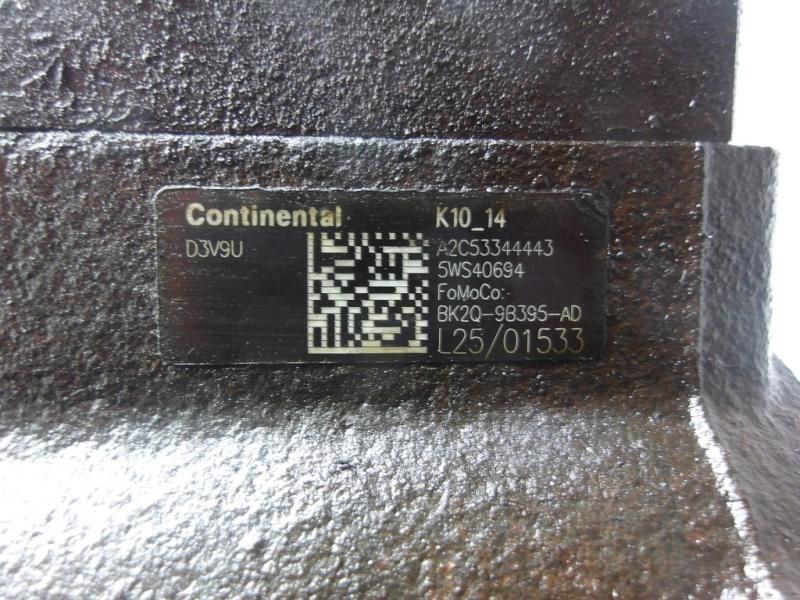 Continental K10_14
D3V9U A2C53344443
5WS40694
FoMoCo:-
BK2Q-9B395-AD
L25/01533